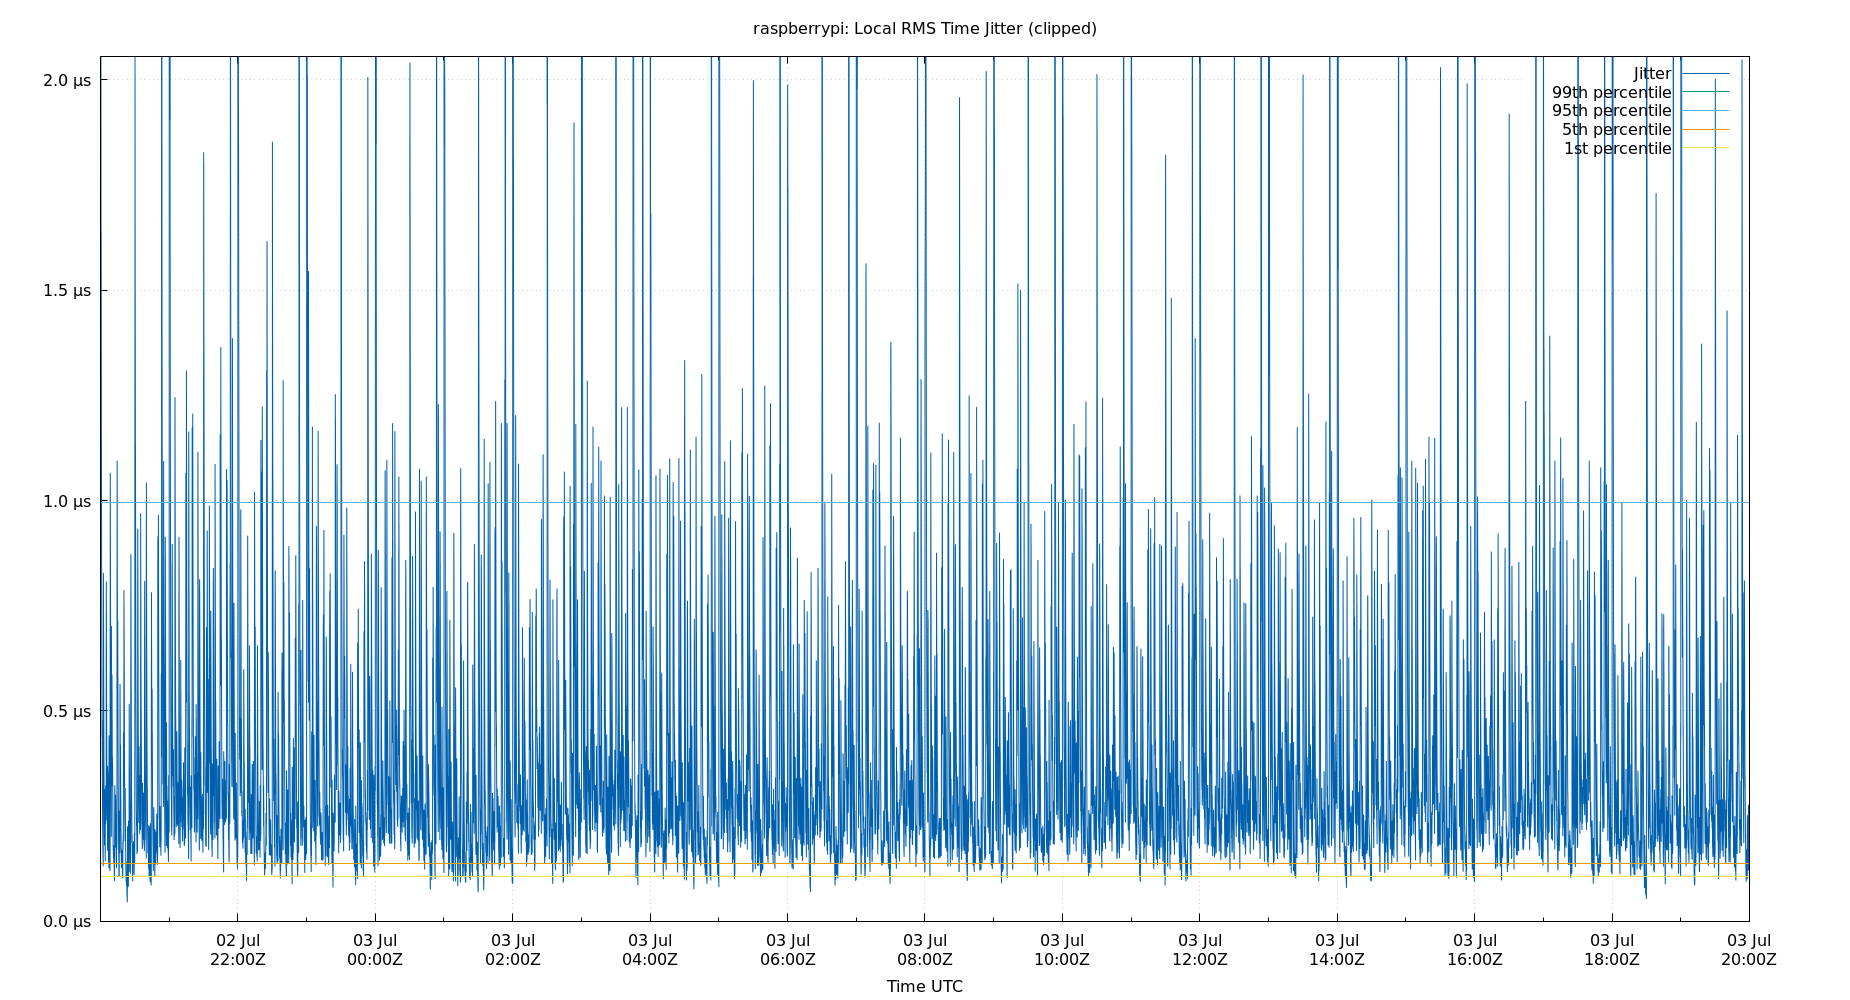 raspberrypi: Local RMS Time Jitter (clipped)
2.0 µs
1.5 µs
1.0 µs
0.5 µs
0.0 µs
Jitter
99th percentile
95th percentile
5th percentile
1st percentile
02 Jul
22:00Z
03 Jul
00:00Z
03 Jul
02:00Z
03 Jul
04:00Z
03 Jul
06:00Z
03 Jul
08:00Z
03 Jul
10:00Z
03 Jul
12:00Z
03 Jul
14:00Z
03 Jul
16:00Z
03 Jul
18:00Z
03 Jul
20:00Z
Time UTC